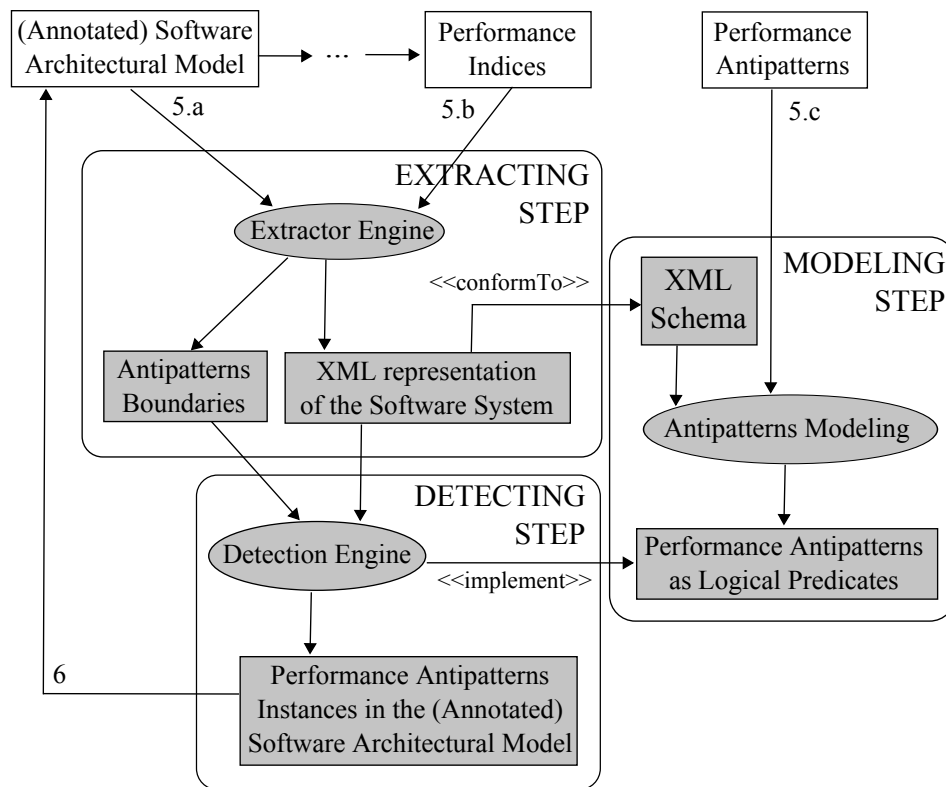 (Annotated) Software
Architectural Model
...
Performance
Indices
Performance
Antipatterns
5.a
5.b
5.c
EXTRACTING
STEP
Extractor Engine
<<conformTo>>
XML
Schema
MODELING
STEP
Antipatterns
Boundaries
XML representation
of the Software System
Antipatterns Modeling
DETECTING
STEP
Detection Engine
<<implement>>
Performance Antipatterns
as Logical Predicates
6
Performance Antipatterns
Instances in the (Annotated)
Software Architectural Model